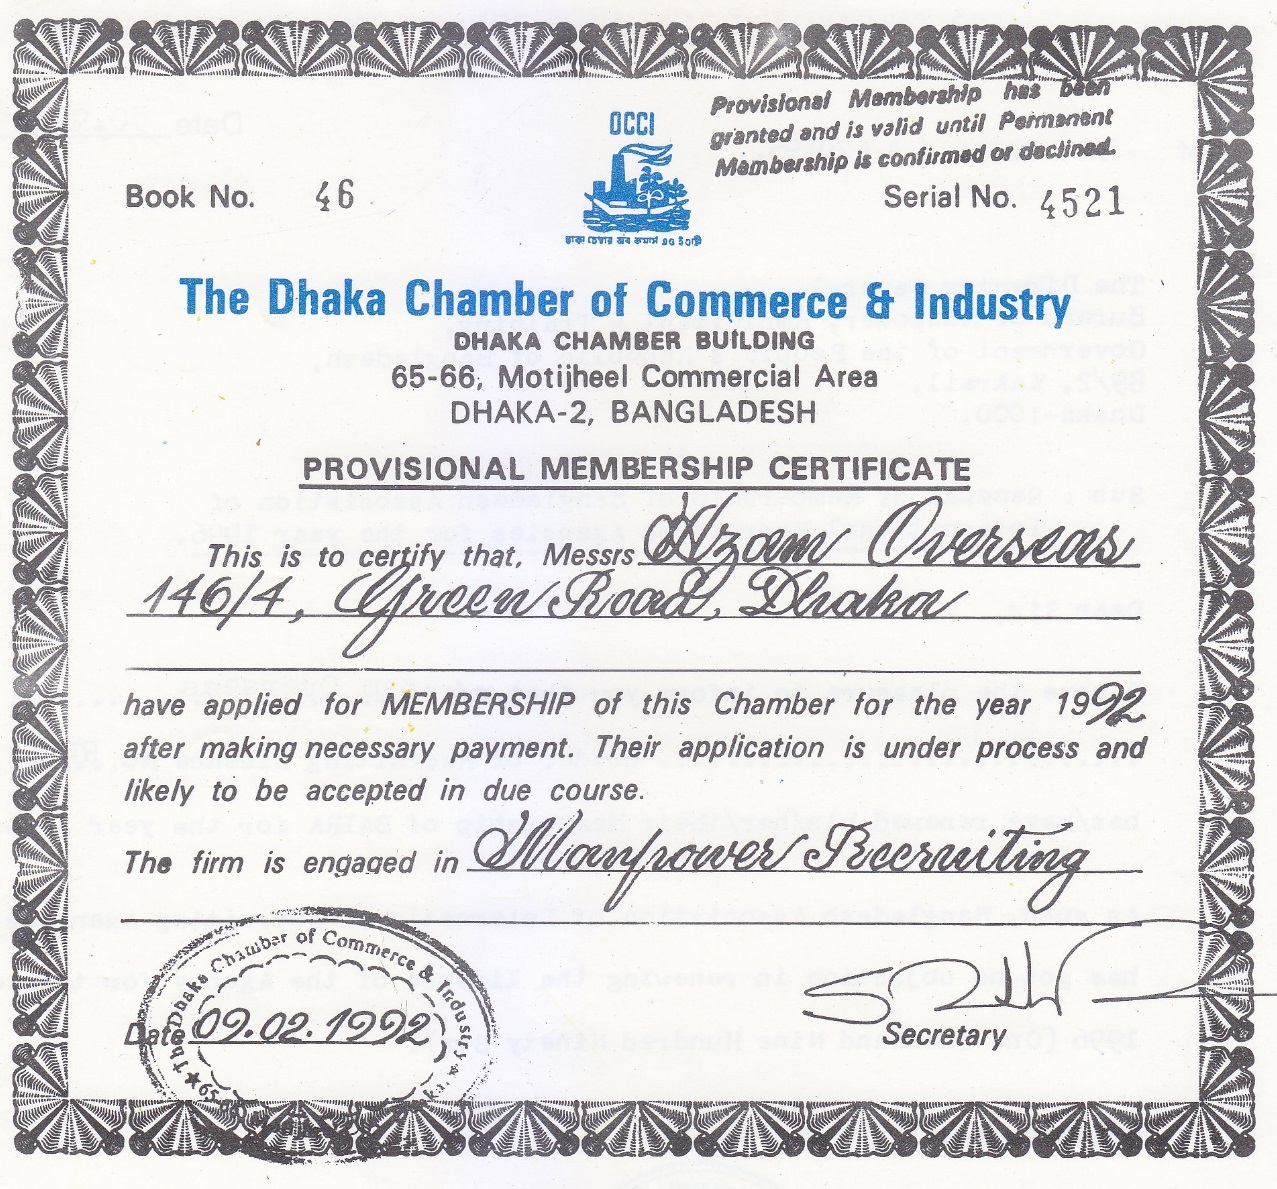 Provisional Membership has been
granted and is valid until Permanent
Membership is confirmed or declined.
DCCI
Book No. 46
Serial No. 4521
The Dhaka Chamber of Commerce & Industry
DHAKA CHAMBER BUILDING
65-66, Motijheel Commercial Area
DHAKA-2, BANGLADESH
PROVISIONAL MEMBERSHIP CERTIFICATE
This is to certify that, Messrs Azam Overseas
146/4, Green Road, Dhaka
have applied for MEMBERSHIP of this Chamber for the year 1992
after making necessary payment. Their application is under process and
likely to be accepted in due course.
The firm is engaged in Manpower Recruiting
The Dhaka Chamber of Commerce & Industry
Date 09.02.1992
Secretary